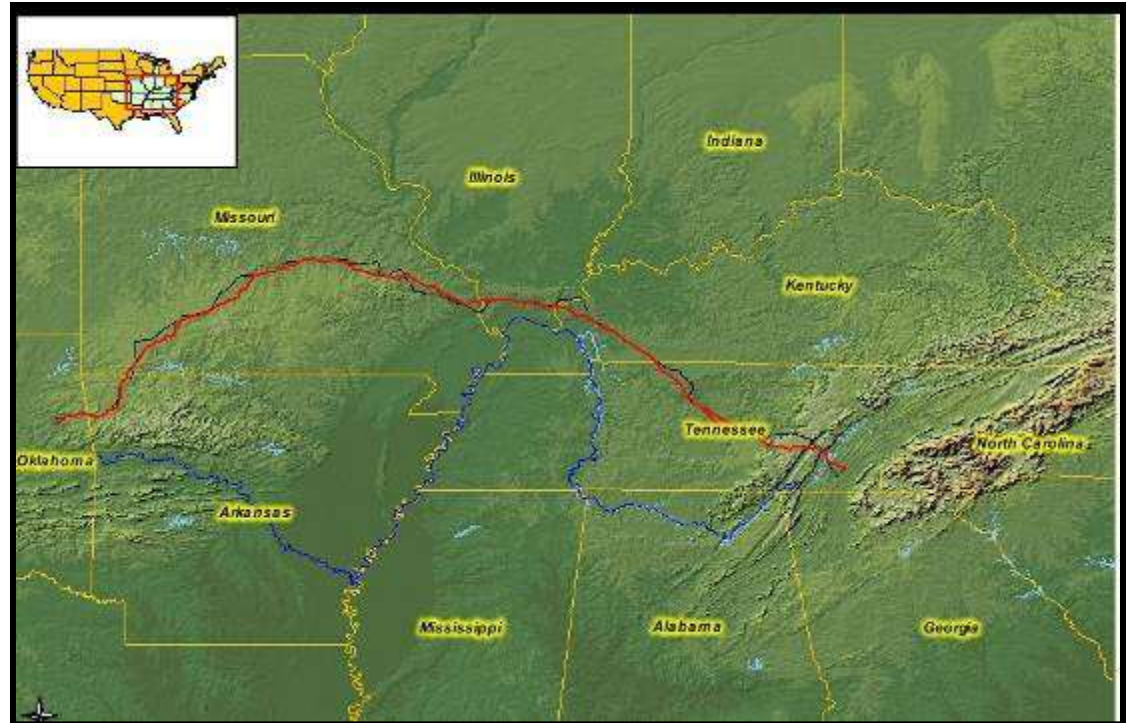 Indiana
Illinois
Missouri
Kentucky
Tennessee
North Carolina
Oklahoma
Arkansas
Mississippi
Alabama
Georgia